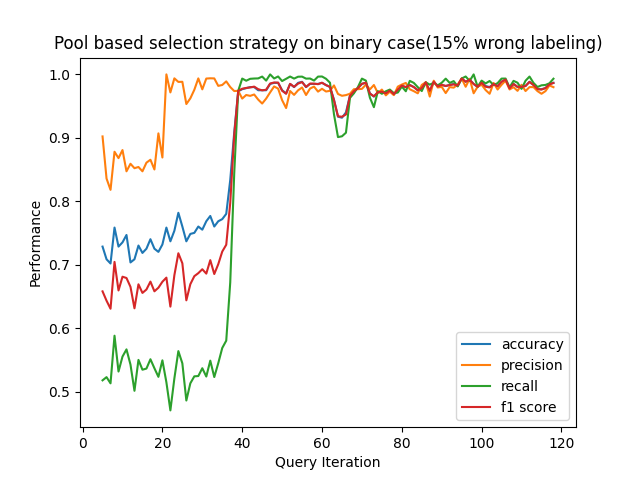 Pool based selection strategy on binary case(15% wrong labeling)
1.0
0.9
0.8
0.7
0.6
0.5
Performance
0 20 40 60 80 100 120
Query Iteration
accuracy
precision
recall
f1 score